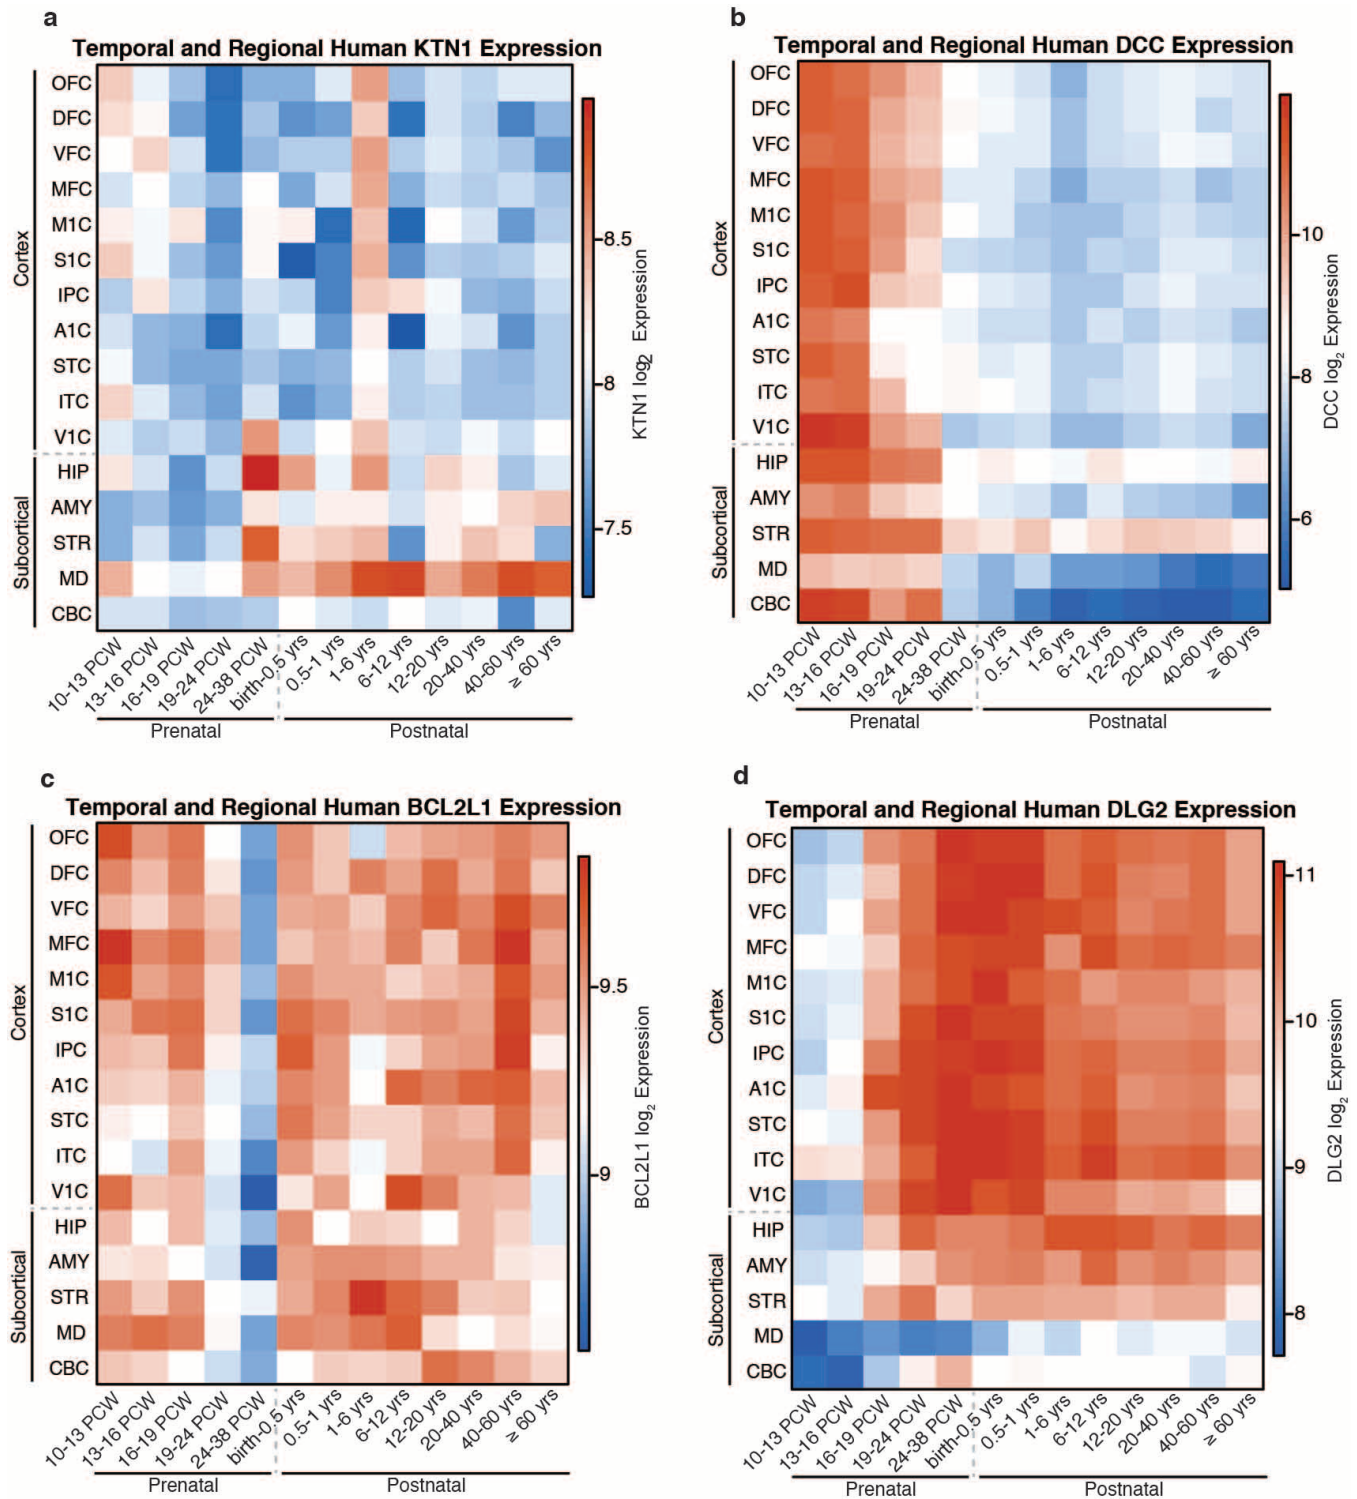 a
Temporal and Regional Human KTN1 Expression
OFC
DFC
VFC
MFC
M1C
S1C
IPC
A1C
STC
ITC
V1C
HIP
AMY
STR
MD
CBC
Cortex
Subcortical
10-13 PCW
13-16 PCW
16-19 PCW
19-24 PCW
24-38 PCW
birth-0.5 yrs
0.5-1 yrs
1-6 yrs
6-12 yrs
12-20 yrs
20-40 yrs
40-60 yrs
≥ 60 yrs
Prenatal
Postnatal
8.5
8
7.5
KTN1 log2 Expression
b
Temporal and Regional Human DCC Expression
OFC
DFC
VFC
MFC
M1C
S1C
IPC
A1C
STC
ITC
V1C
HIP
AMY
STR
MD
CBC
Cortex
Subcortical
10-13 PCW
13-16 PCW
16-19 PCW
19-24 PCW
24-38 PCW
birth-0.5 yrs
0.5-1 yrs
1-6 yrs
6-12 yrs
12-20 yrs
20-40 yrs
40-60 yrs
≥ 60 yrs
Prenatal
Postnatal
10
8
6
DCC log2 Expression
c
Temporal and Regional Human BCL2L1 Expression
OFC
DFC
VFC
MFC
M1C
S1C
IPC
A1C
STC
ITC
V1C
HIP
AMY
STR
MD
CBC
Cortex
Subcortical
10-13 PCW
13-16 PCW
16-19 PCW
19-24 PCW
24-38 PCW
birth-0.5 yrs
0.5-1 yrs
1-6 yrs
6-12 yrs
12-20 yrs
20-40 yrs
40-60 yrs
≥ 60 yrs
Prenatal
Postnatal
9.5
9
BCL2L1 log2 Expression
d
Temporal and Regional Human DLG2 Expression
OFC
DFC
VFC
MFC
M1C
S1C
IPC
A1C
STC
ITC
V1C
HIP
AMY
STR
MD
CBC
Cortex
Subcortical
10-13 PCW
13-16 PCW
16-19 PCW
19-24 PCW
24-38 PCW
birth-0.5 yrs
0.5-1 yrs
1-6 yrs
6-12 yrs
12-20 yrs
20-40 yrs
40-60 yrs
≥ 60 yrs
Prenatal
Postnatal
11
10
9
8
DLG2 log2 Expression